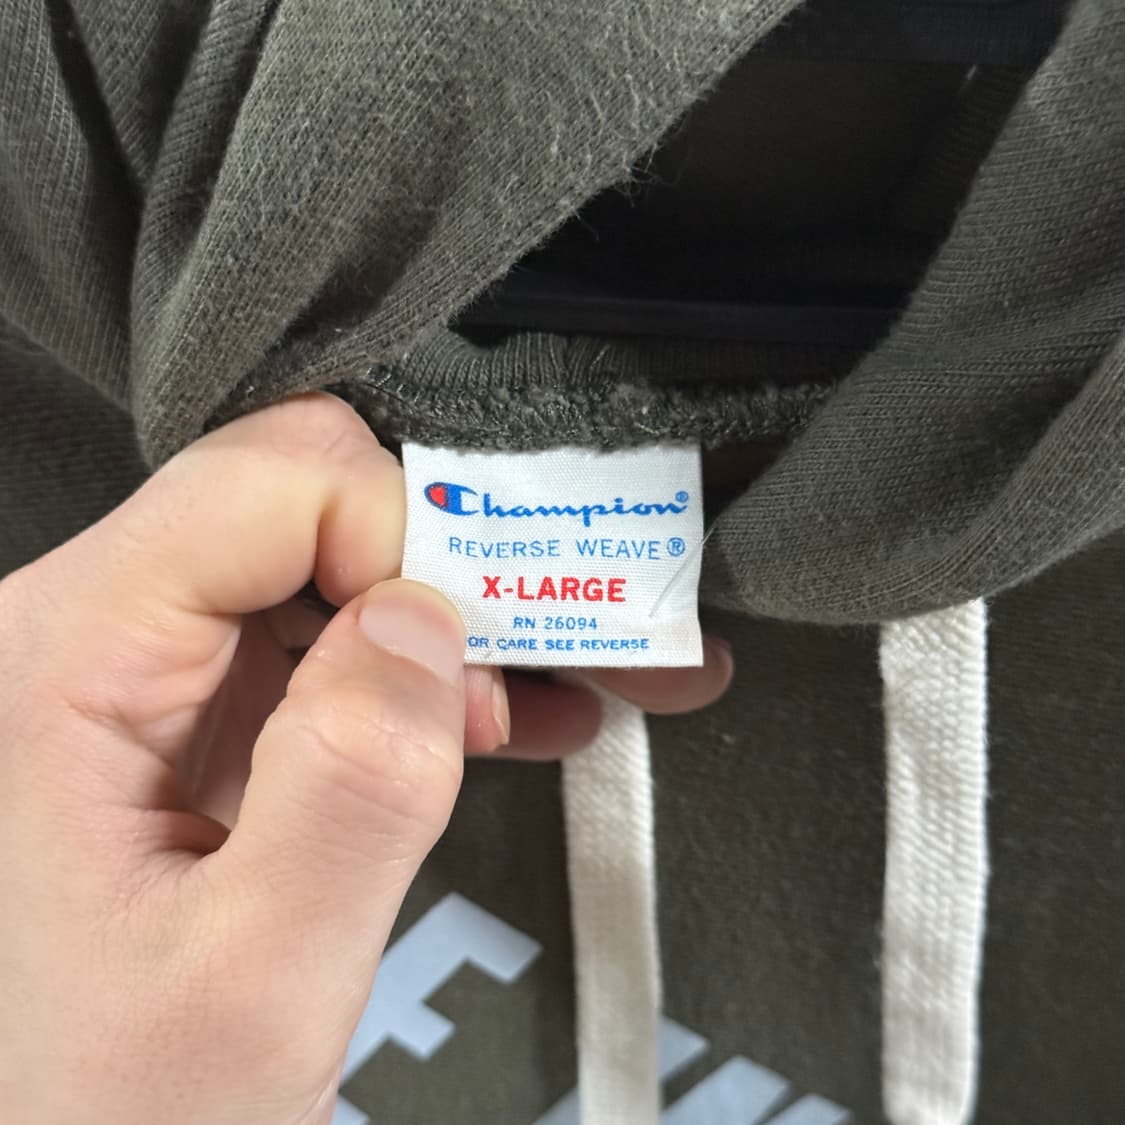 Champion®
REVERSE WEAVE®
X-LARGE
RN 26094
OR CARE SEE REVERSE